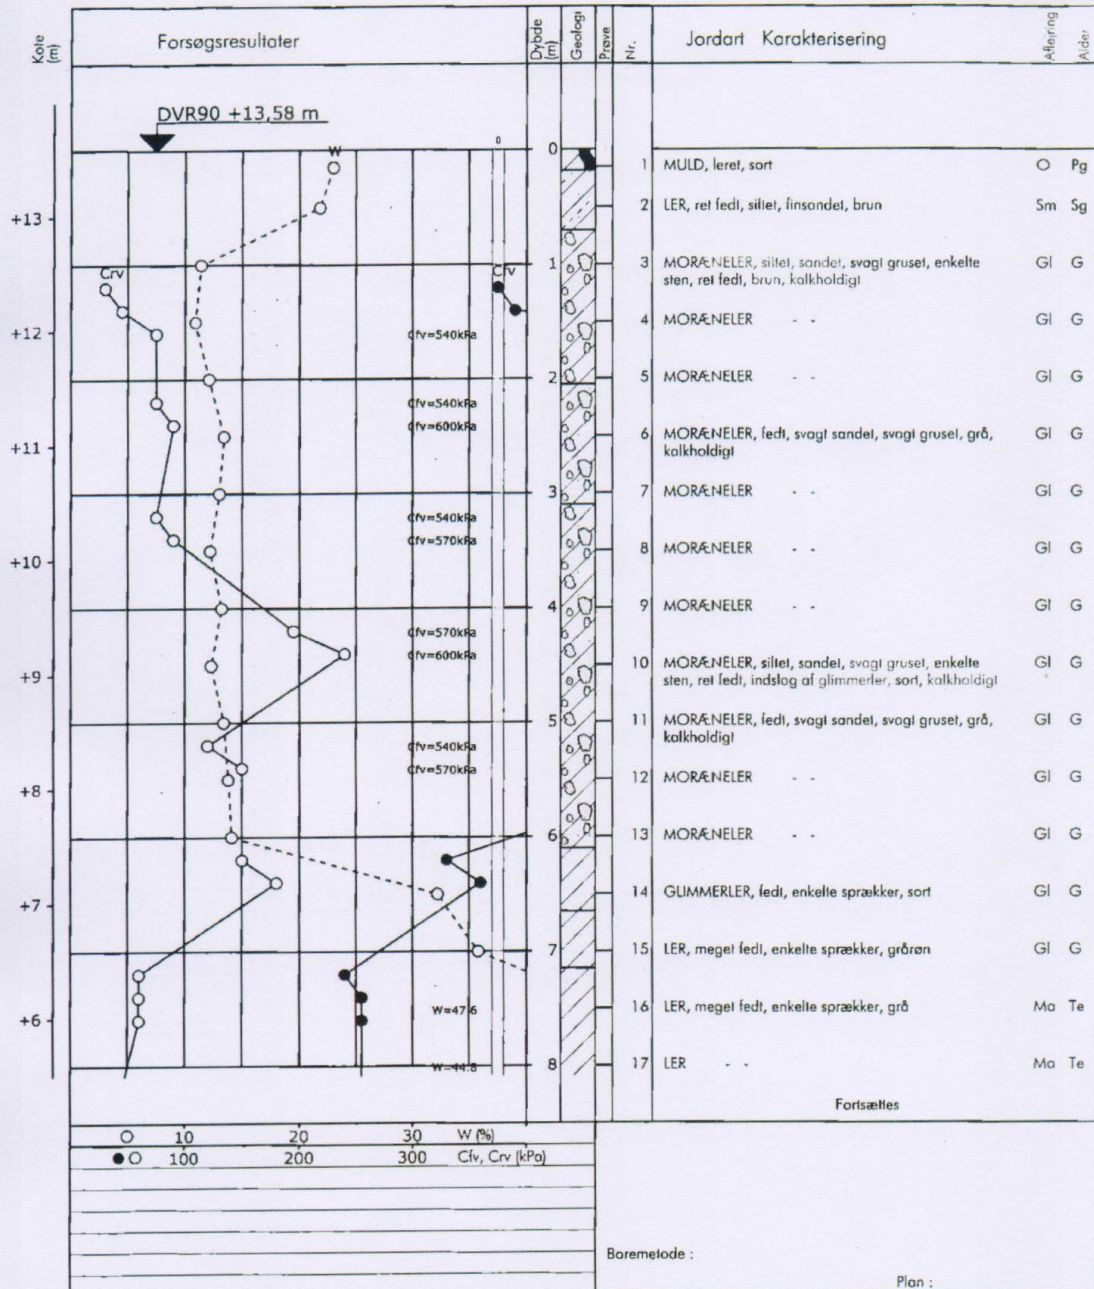 Kote (m)
Forsøgsresultater
Dybde (m)
Geologi
Prøve
Nr.
Jordart Karakterisering
Aflejring
Alder
DVR90 +13,58 m
W
0
0
1 MULD, leret, sort O Pg
2 LER, ret fedt, siltet, finsandet, brun Sm Sg
+13
Crv
Cfv
1
3 MORÆNELER, siltet, sandet, svagt gruset, enkelte Gl G
sten, ret fedt, brun, kalkholdigt
4 MORÆNELER - - Gl G
+12
Cfv=540kPa
2
5 MORÆNELER - - Gl G
Cfv=540kPa
Cfv=600kPa
+11
6 MORÆNELER, fedt, svagt sandet, svagt gruset, grå, Gl G
kalkholdigt
3
7 MORÆNELER - - Gl G
Cfv=540kPa
Cfv=570kPa
+10
8 MORÆNELER - - Gl G
4
9 MORÆNELER - - Gl G
Cfv=570kPa
Cfv=600kPa
+9
10 MORÆNELER, siltet, sandet, svagt gruset, enkelte Gl G
sten, ret fedt, indslag af glimmerler, sort, kalkholdigt
5
11 MORÆNELER, fedt, svagt sandet, svagt gruset, grå, Gl G
kalkholdigt
Cfv=540kPa
Cfv=570kPa
+8
12 MORÆNELER - - Gl G
6
13 MORÆNELER - - Gl G
+7
14 GLIMMERLER, fedt, enkelte sprækker, sort Gl G
7
15 LER, meget fedt, enkelte sprækker, grårøn Gl G
+6
W=47.6
16 LER, meget fedt, enkelte sprækker, grå Ma Te
W=44.8
8
17 LER - - Ma Te
Fortsættes
10 20 30 W (%)
100 200 300 Cfv, Crv (kPa)
Boremetode :
Plan :